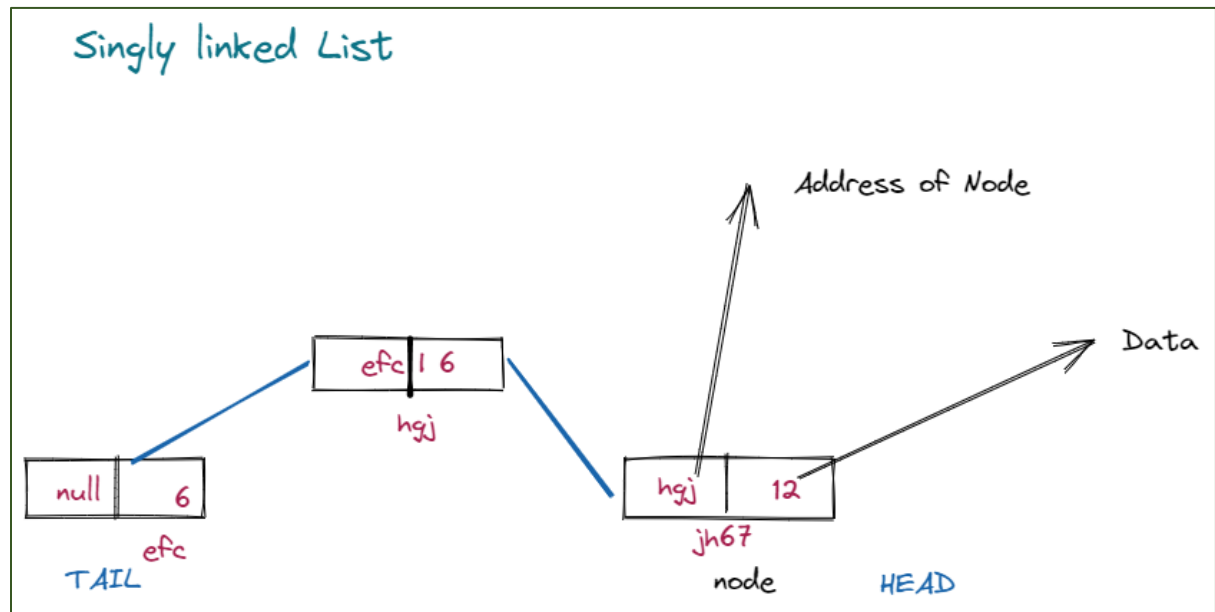 Singly linked List
Address of Node
Data
efc 16
hgj
null 6
efc
TAIL
hgj 12
jh67
node
HEAD